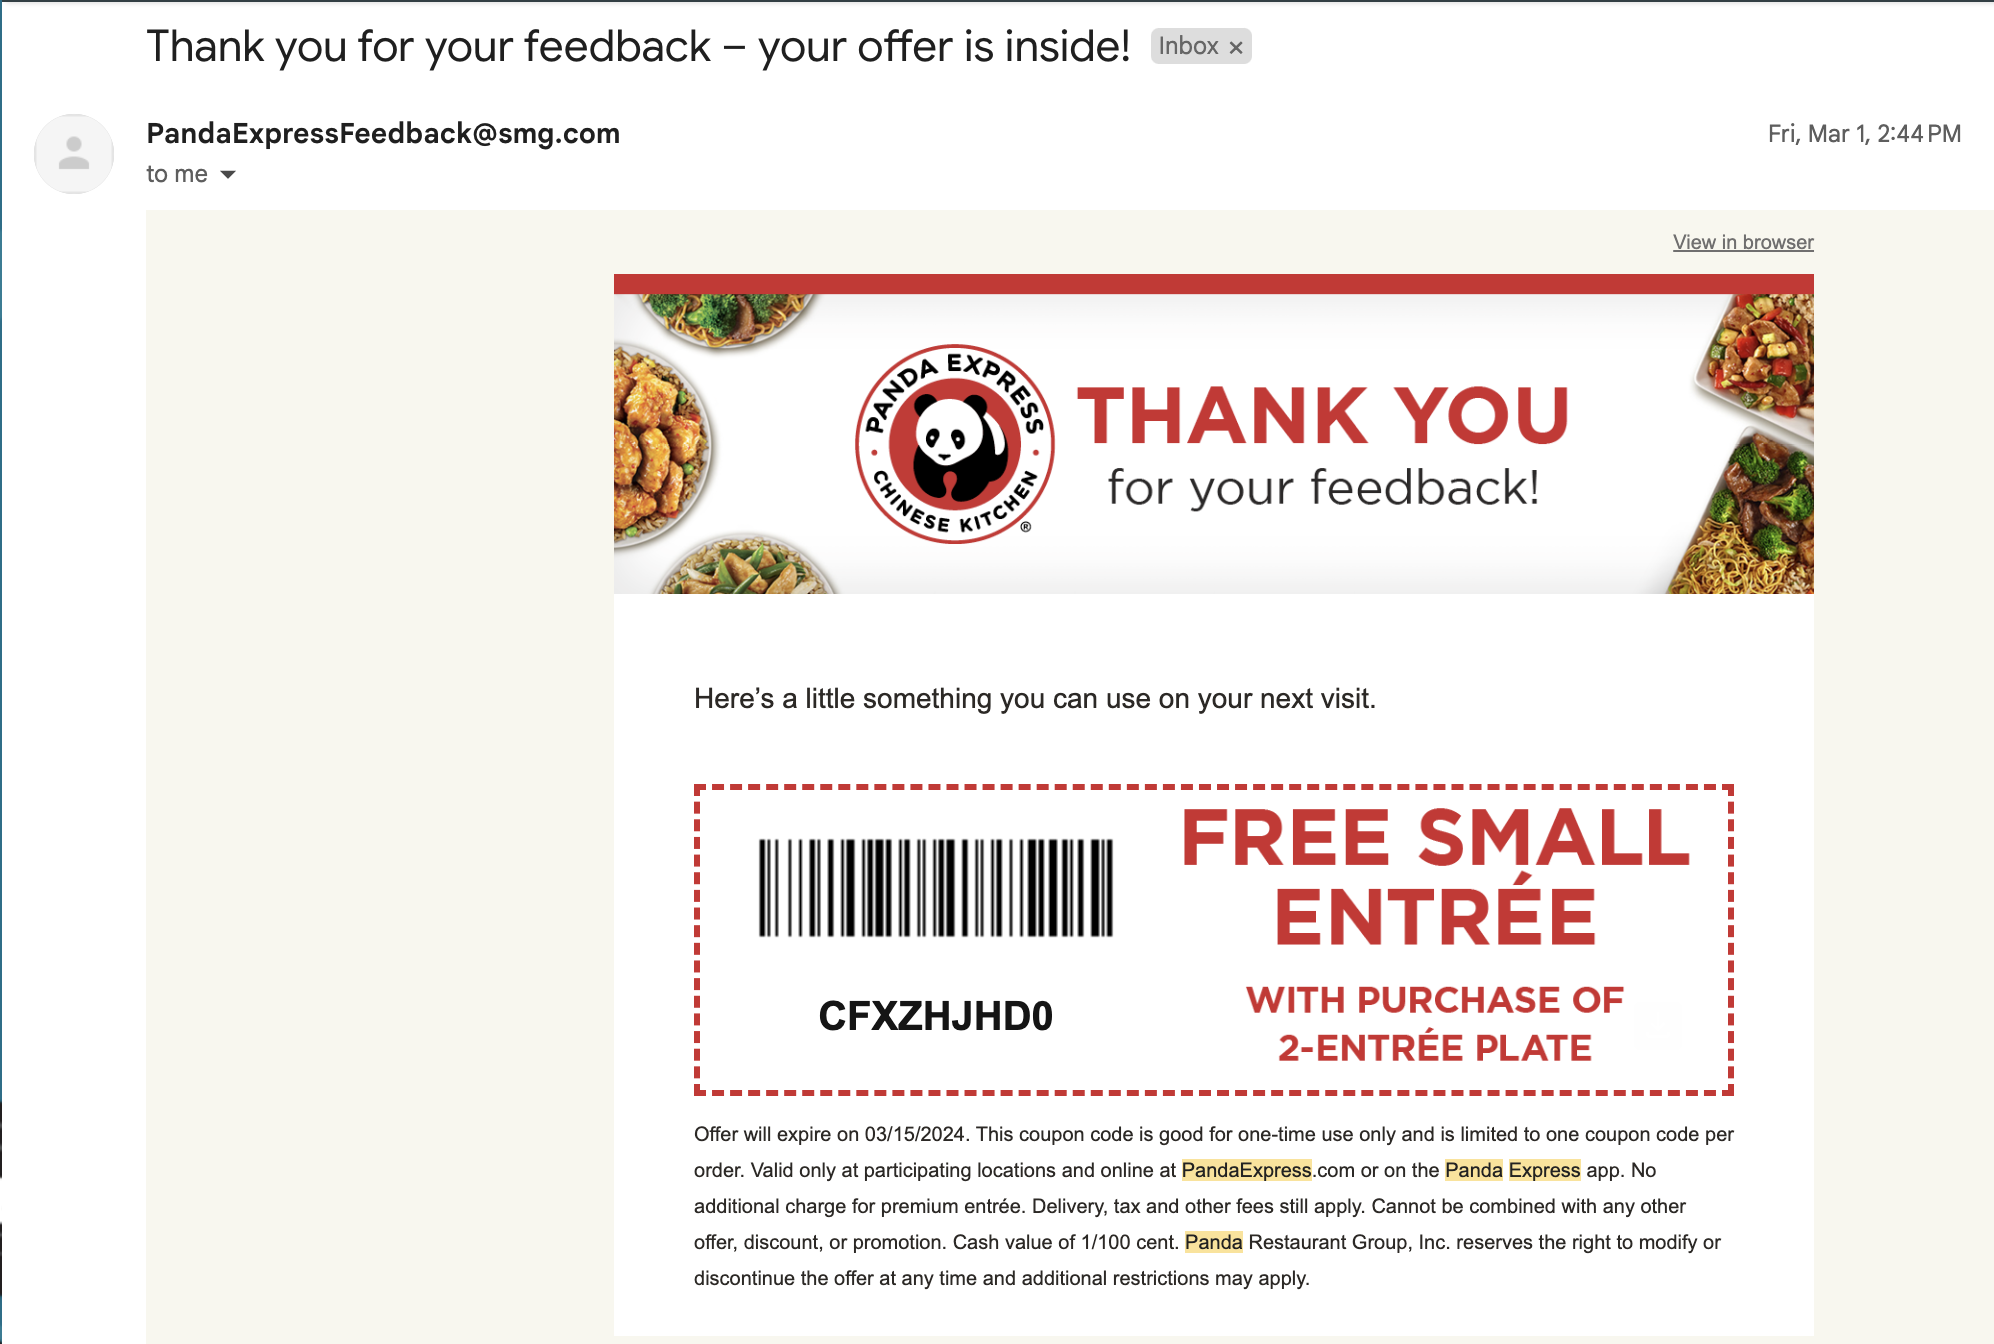 Thank you for your feedback – your offer is inside! Inbox ×
PandaExpressFeedback@smg.com
Fri, Mar 1, 2:44 PM
to me
View in browser
PANDA EXPRESS
CHINESE KITCHEN
®
THANK YOU
for your feedback!
Here’s a little something you can use on your next visit.
FREE SMALL
ENTRÉE
WITH PURCHASE OF
2-ENTRÉE PLATE
CFXZHJHD0
Offer will expire on 03/15/2024. This coupon code is good for one-time use only and is limited to one coupon code per
order. Valid only at participating locations and online at PandaExpress.com or on the Panda Express app. No
additional charge for premium entrée. Delivery, tax and other fees still apply. Cannot be combined with any other
offer, discount, or promotion. Cash value of 1/100 cent. Panda Restaurant Group, Inc. reserves the right to modify or
discontinue the offer at any time and additional restrictions may apply.